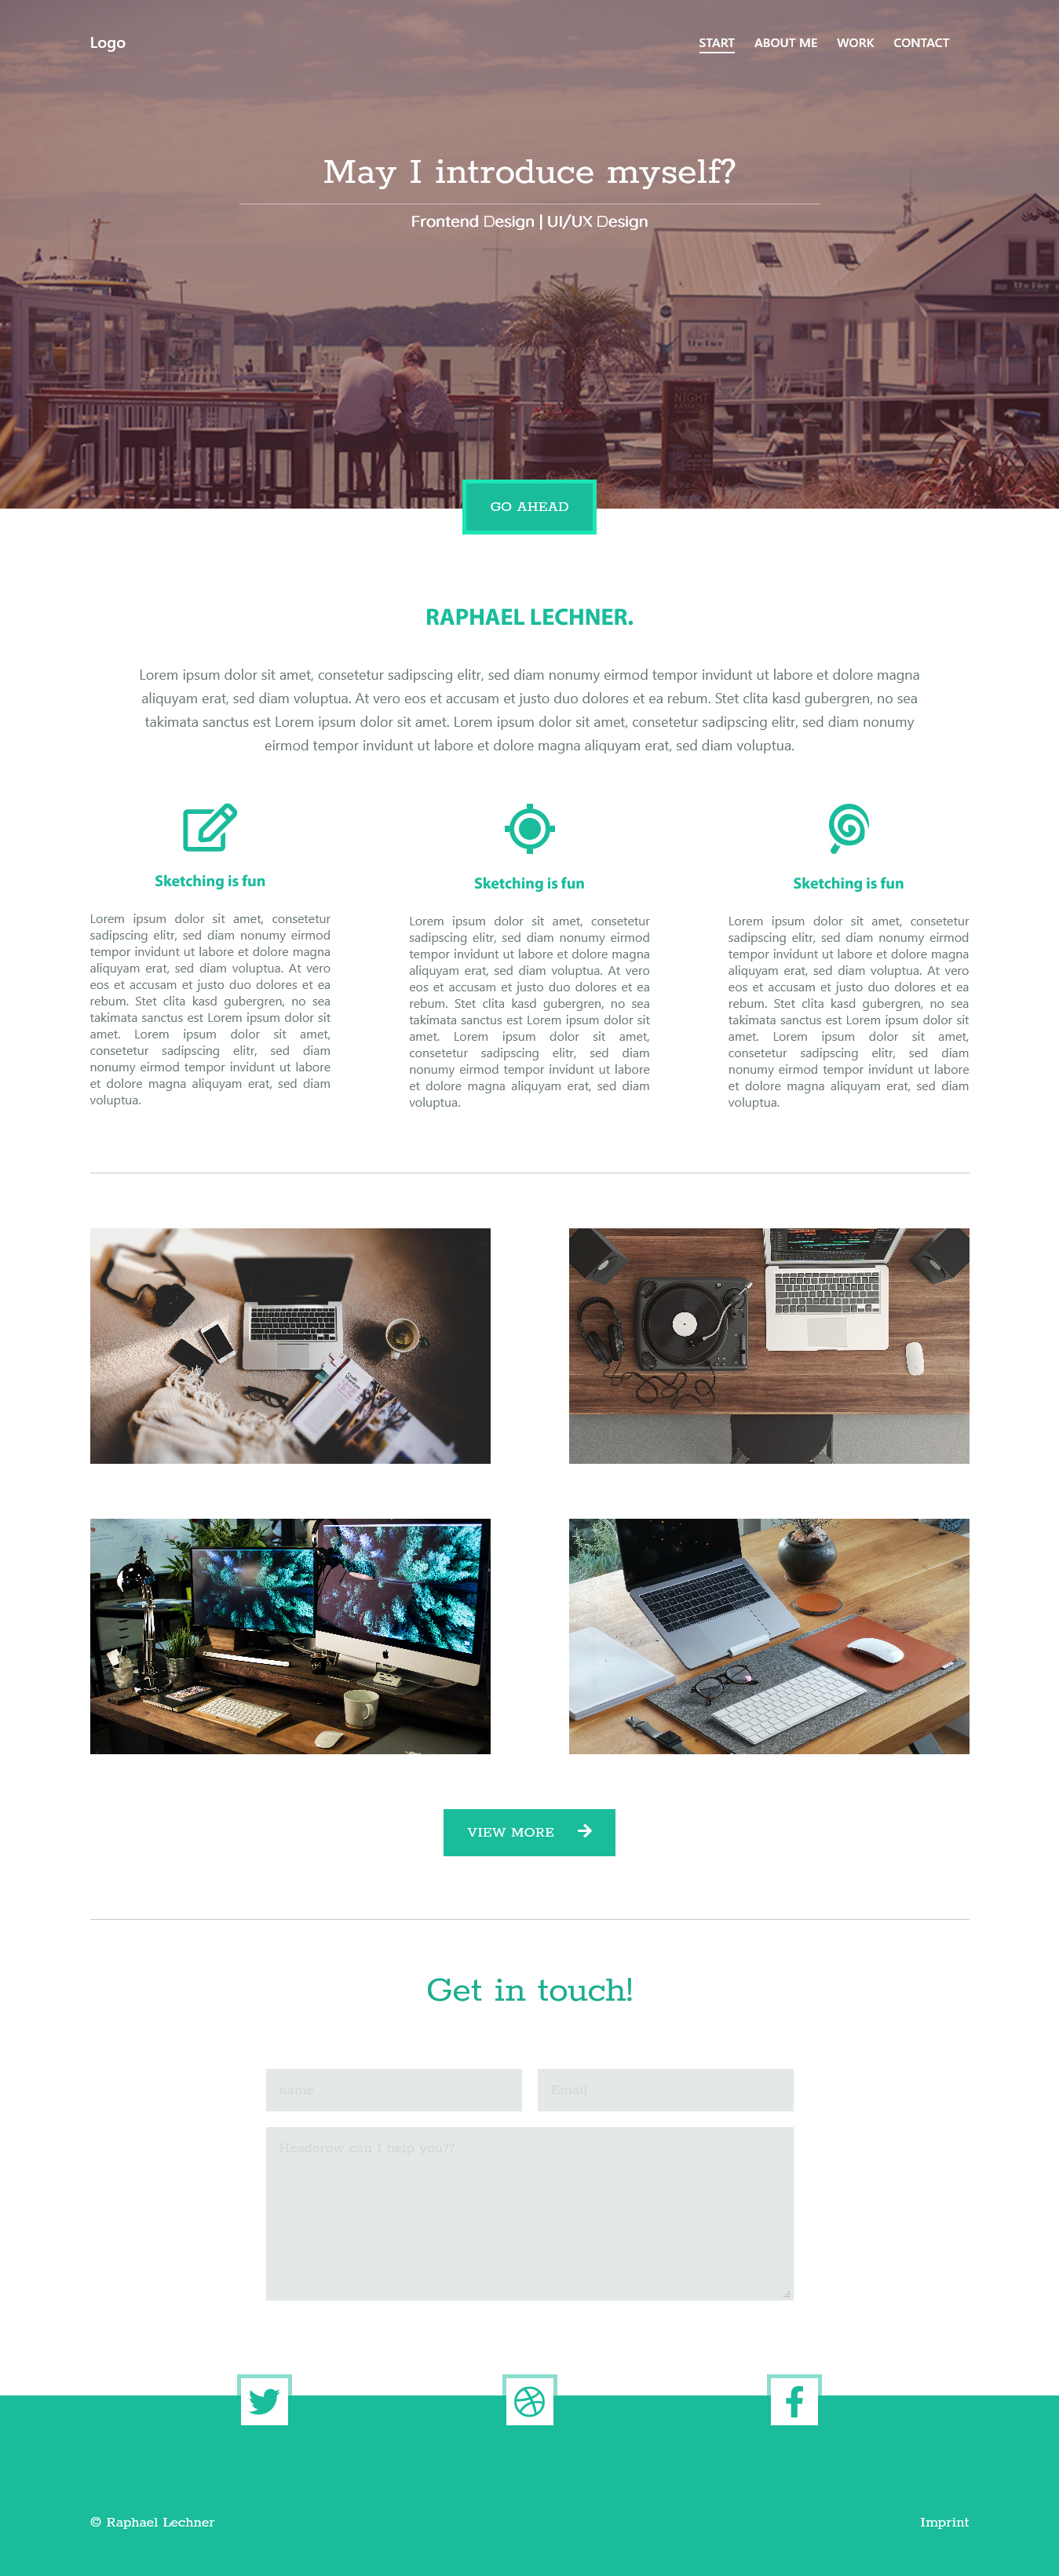 Logo
START ABOUT ME WORK CONTACT
May I introduce myself?
Frontend Design | UI/UX Design
NIGHT
GO AHEAD
RAPHAEL LECHNER.
Lorem ipsum dolor sit amet, consetetur sadipscing elitr, sed diam nonumy eirmod tempor invidunt ut labore et dolore magna
aliquyam erat, sed diam voluptua. At vero eos et accusam et justo duo dolores et ea rebum. Stet clita kasd gubergren, no sea
takimata sanctus est Lorem ipsum dolor sit amet. Lorem ipsum dolor sit amet, consetetur sadipscing elitr, sed diam nonumy
eirmod tempor invidunt ut labore et dolore magna aliquyam erat, sed diam voluptua.
Sketching is fun
Lorem ipsum dolor sit amet, consetetur
sadipscing elitr, sed diam nonumy eirmod
tempor invidunt ut labore et dolore magna
aliquyam erat, sed diam voluptua. At vero
eos et accusam et justo duo dolores et ea
rebum. Stet clita kasd gubergren, no sea
takimata sanctus est Lorem ipsum dolor sit
amet. Lorem ipsum dolor sit amet,
consetetur sadipscing elitr, sed diam
nonumy eirmod tempor invidunt ut labore
et dolore magna aliquyam erat, sed diam
voluptua.
Sketching is fun
Lorem ipsum dolor sit amet, consetetur
sadipscing elitr, sed diam nonumy eirmod
tempor invidunt ut labore et dolore magna
aliquyam erat, sed diam voluptua. At vero
eos et accusam et justo duo dolores et ea
rebum. Stet clita kasd gubergren, no sea
takimata sanctus est Lorem ipsum dolor sit
amet. Lorem ipsum dolor sit amet,
consetetur sadipscing elitr, sed diam
nonumy eirmod tempor invidunt ut labore
et dolore magna aliquyam erat, sed diam
voluptua.
Sketching is fun
Lorem ipsum dolor sit amet, consetetur
sadipscing elitr, sed diam nonumy eirmod
tempor invidunt ut labore et dolore magna
aliquyam erat, sed diam voluptua. At vero
eos et accusam et justo duo dolores et ea
rebum. Stet clita kasd gubergren, no sea
takimata sanctus est Lorem ipsum dolor sit
amet. Lorem ipsum dolor sit amet,
consetetur sadipscing elitr, sed diam
nonumy eirmod tempor invidunt ut labore
et dolore magna aliquyam erat, sed diam
voluptua.
VIEW MORE
Get in touch!
name
Email
Headerow can I help you??
© Raphael Lechner
Imprint